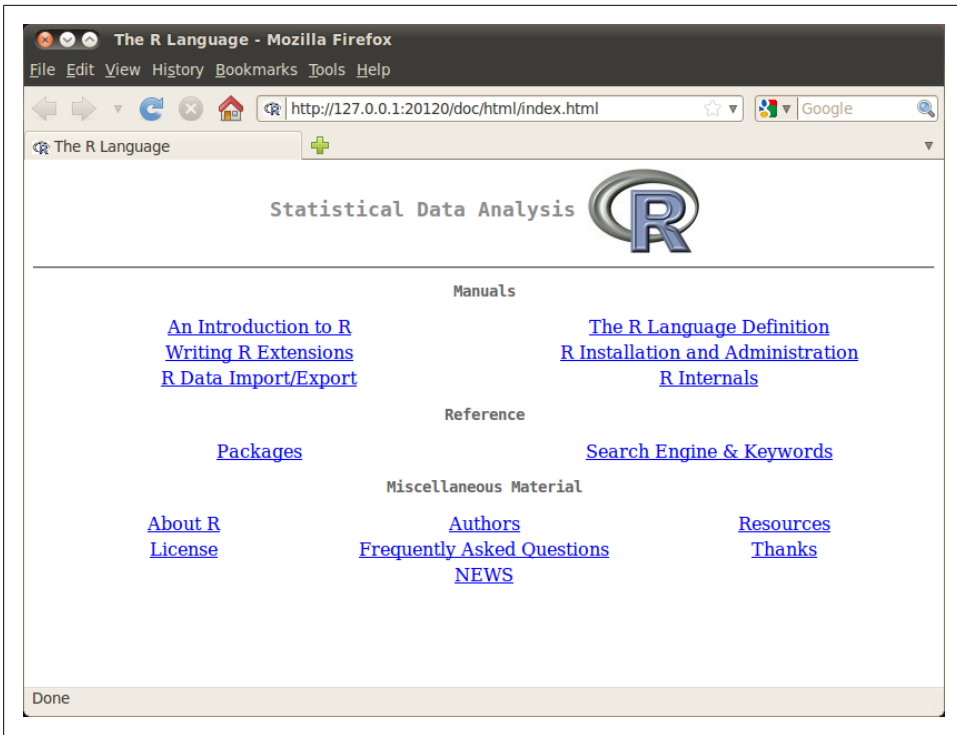 The R Language - Mozilla Firefox
File Edit View History Bookmarks Tools Help
http://127.0.0.1:20120/doc/html/index.html Google
The R Language
Statistical Data Analysis R
Manuals
An Introduction to R The R Language Definition
Writing R Extensions R Installation and Administration
R Data Import/Export R Internals
Reference
Packages Search Engine & Keywords
Miscellaneous Material
About R Authors Resources
License Frequently Asked Questions Thanks
NEWS
Done